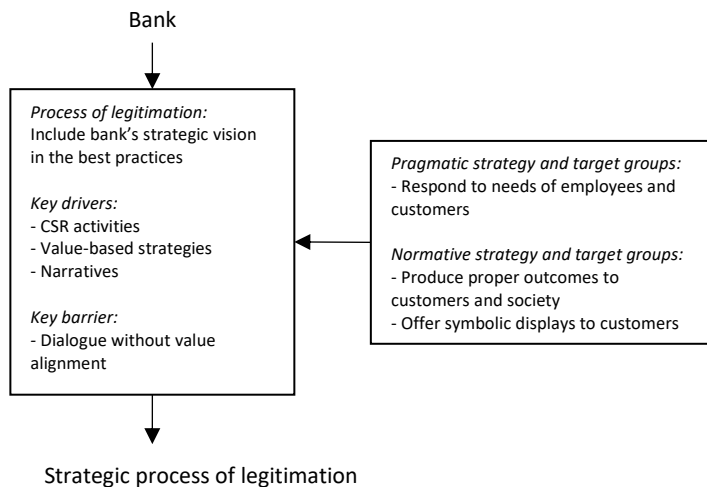 Bank
Process of legitimation:
Include bank’s strategic vision
in the best practices
Key drivers:
- CSR activities
- Value-based strategies
- Narratives
Key barrier:
- Dialogue without value
alignment
Pragmatic strategy and target groups:
- Respond to needs of employees and
customers
Normative strategy and target groups:
- Produce proper outcomes to
customers and society
- Offer symbolic displays to customers
Strategic process of legitimation